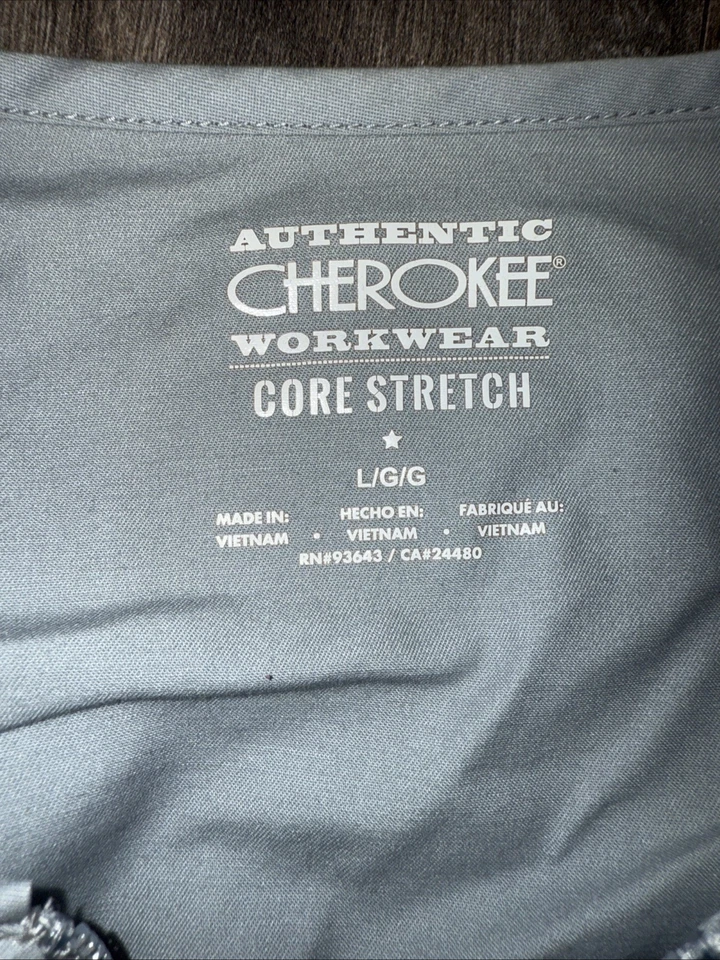 AUTHENTIC
CHEROKEE®
WORKWEAR
CORE STRETCH
L/G/G
MADE IN: HECHO EN: FABRIQUÉ AU:
VIETNAM • VIETNAM • VIETNAM
RN#93643 / CA#24480